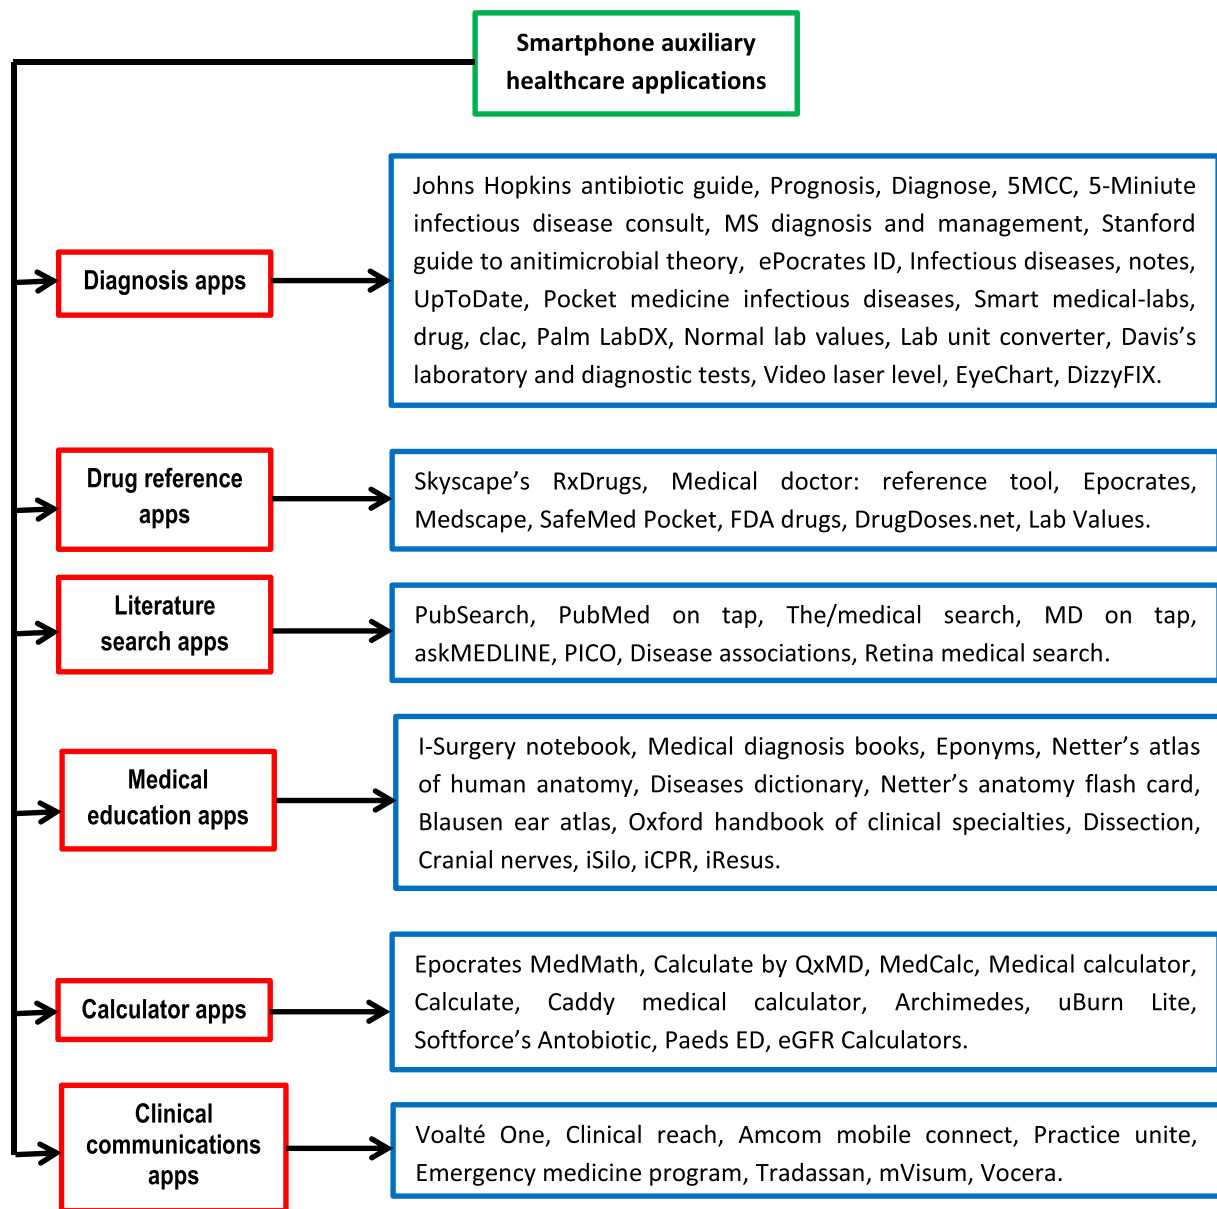 Smartphone auxiliary
healthcare applications
Diagnosis apps
Johns Hopkins antibiotic guide, Prognosis, Diagnose, 5MCC, 5-Miniute
infectious disease consult, MS diagnosis and management, Stanford
guide to anitimicrobial theory, ePocrates ID, Infectious diseases, notes,
UpToDate, Pocket medicine infectious diseases, Smart medical-labs,
drug, clac, Palm LabDX, Normal lab values, Lab unit converter, Davis’s
laboratory and diagnostic tests, Video laser level, EyeChart, DizzyFIX.
Drug reference
apps
Skyscape’s RxDrugs, Medical doctor: reference tool, Epocrates,
Medscape, SafeMed Pocket, FDA drugs, DrugDoses.net, Lab Values.
Literature
search apps
PubSearch, PubMed on tap, The/medical search, MD on tap,
askMEDLINE, PICO, Disease associations, Retina medical search.
Medical
education apps
I-Surgery notebook, Medical diagnosis books, Eponyms, Netter’s atlas
of human anatomy, Diseases dictionary, Netter’s anatomy flash card,
Blausen ear atlas, Oxford handbook of clinical specialties, Dissection,
Cranial nerves, iSilo, iCPR, iResus.
Calculator apps
Epocrates MedMath, Calculate by QxMD, MedCalc, Medical calculator,
Calculate, Caddy medical calculator, Archimedes, uBurn Lite,
Softforce’s Antobiotic, Paeds ED, eGFR Calculators.
Clinical
communications
apps
Voalté One, Clinical reach, Amcom mobile connect, Practice unite,
Emergency medicine program, Tradassan, mVisum, Vocera.